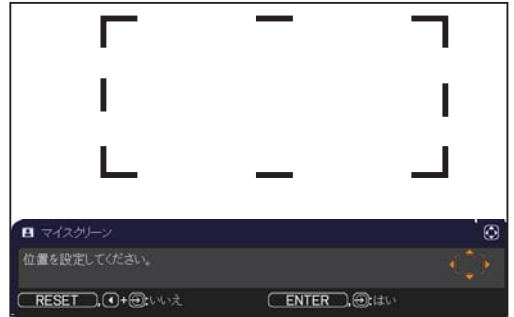 マイスクリーン
位置を設定してください。
RESET ,+:いいえ ENTER ,:はい